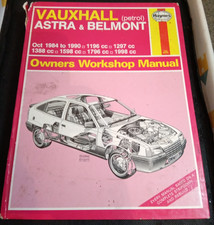 VAUXHALL (petrol)
ASTRA & BELMONT
Haynes
Oct 1984 to 1990 □ 1196 cc □ 1297 cc
1389 cc □ 1598 cc □ 1796 cc □ 1998 cc
Owners Workshop Manual